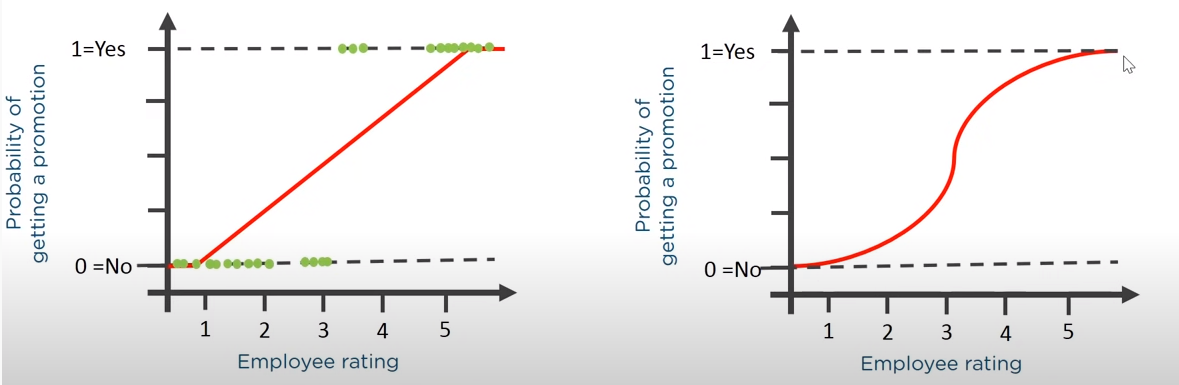 1=Yes
Probability of
getting a promotion
0 =No
1 2 3 4 5
Employee rating
1=Yes
Probability of
getting a promotion
0 =No
1 2 3 4 5
Employee rating